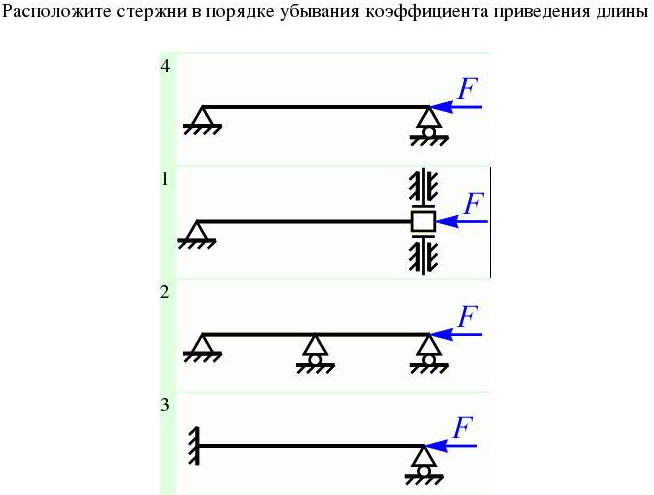 Расположите стержни в порядке убывания коэффициента приведения длины
4
F
1
F
2
F
3
F